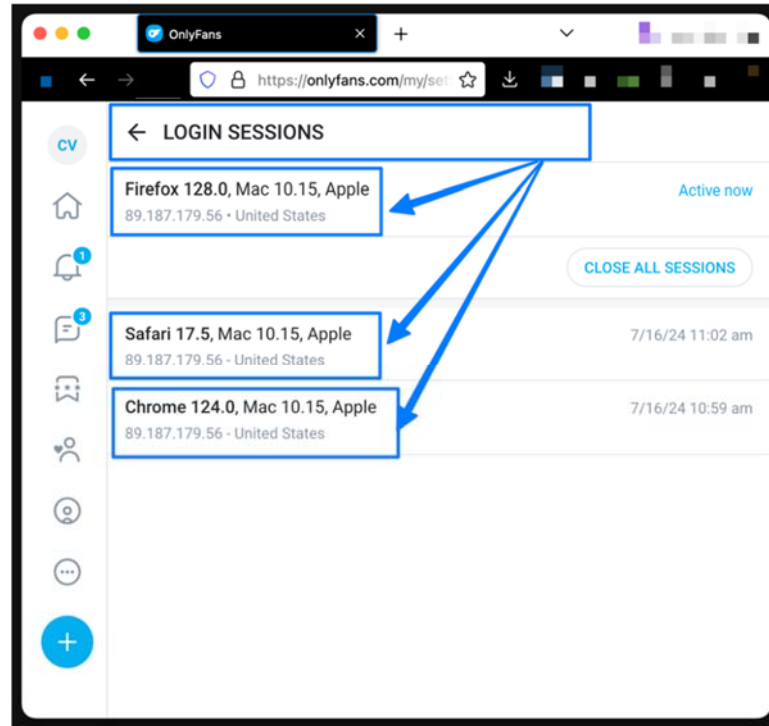 OnlyFans
https://onlyfans.com/my/set
CV
LOGIN SESSIONS
Firefox 128.0, Mac 10.15, Apple
Active now
89.187.179.56 • United States
1
CLOSE ALL SESSIONS
3
Safari 17.5, Mac 10.15, Apple
7/16/24 11:02 am
89.187.179.56 - United States
Chrome 124.0, Mac 10.15, Apple
7/16/24 10:59 am
89.187.179.56 - United States